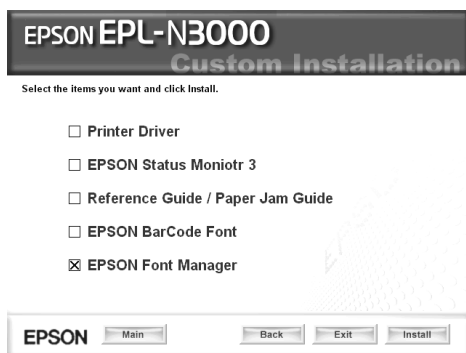 EPSON EPL-N3000
Custom Installation
Select the items you want and click Install.
Printer Driver
EPSON Status Moniotr 3
Reference Guide / Paper Jam Guide
EPSON BarCode Font
EPSON Font Manager
EPSON Main Back Exit Install